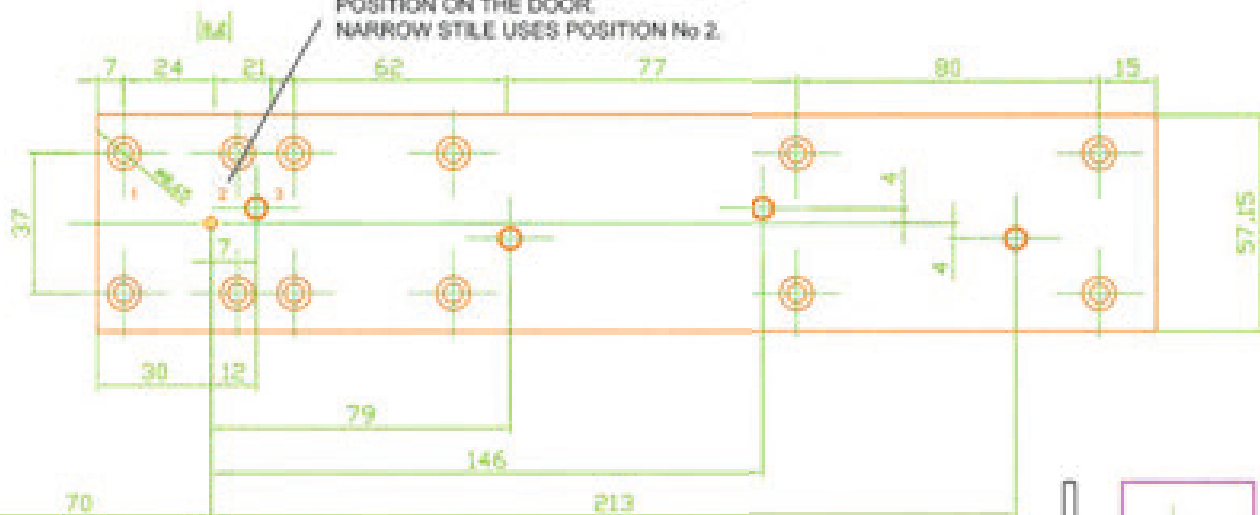 POSITION ON THE DOOR.
NARROW STILE USES POSITION No 2.
7 24 21 62 77 80 15
1 2 3
37
7
4
4
57,15
30 12
79
146
70 213